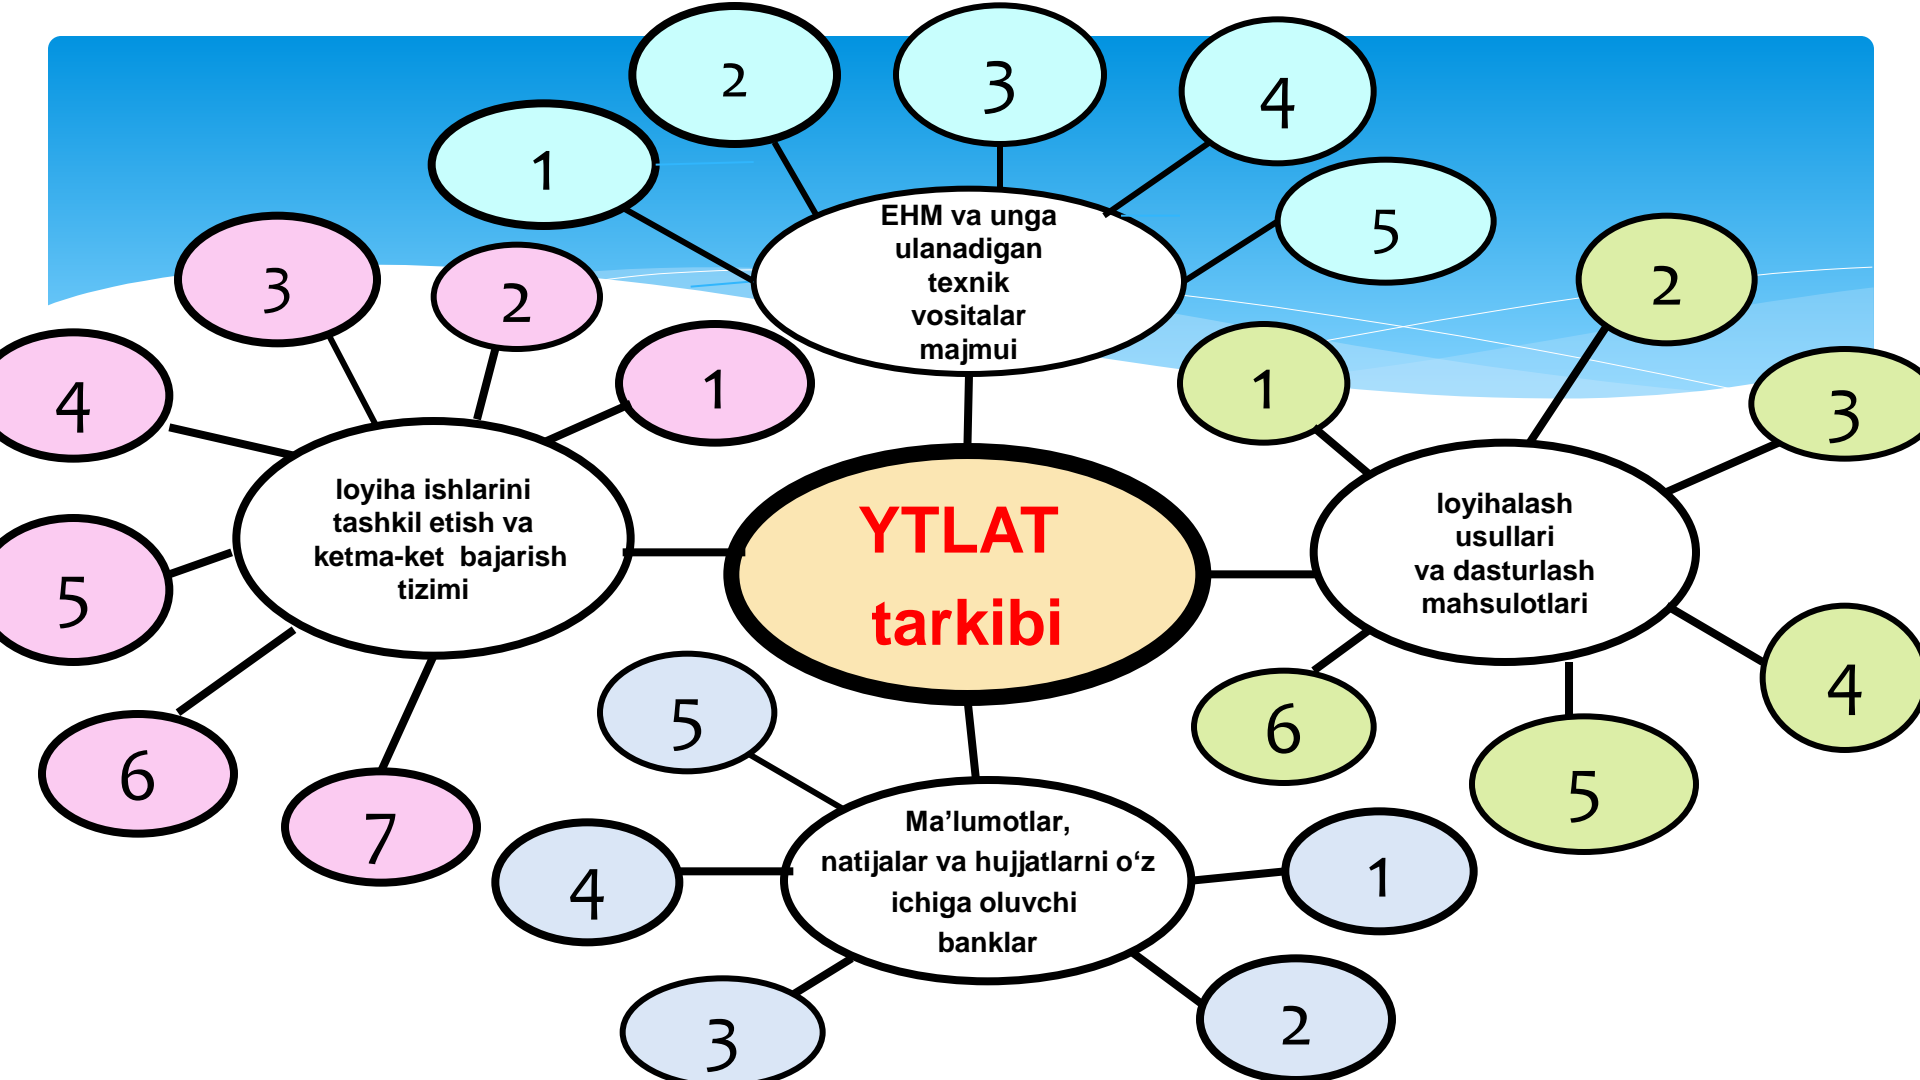 2
3
4
1
5
EHM va unga
ulanadigan
texnik
vositalar
majmui
3
2
1
4
5
6
7
loyiha ishlarini
tashkil etish va
ketma-ket bajarish
tizimi
YTLAT
tarkibi
1
2
3
4
5
6
loyihalash
usullari
va dasturlash
mahsulotlari
5
4
3
2
1
Ma’lumotlar,
natijalar va hujjatlarni o‘z
ichiga oluvchi
banklar